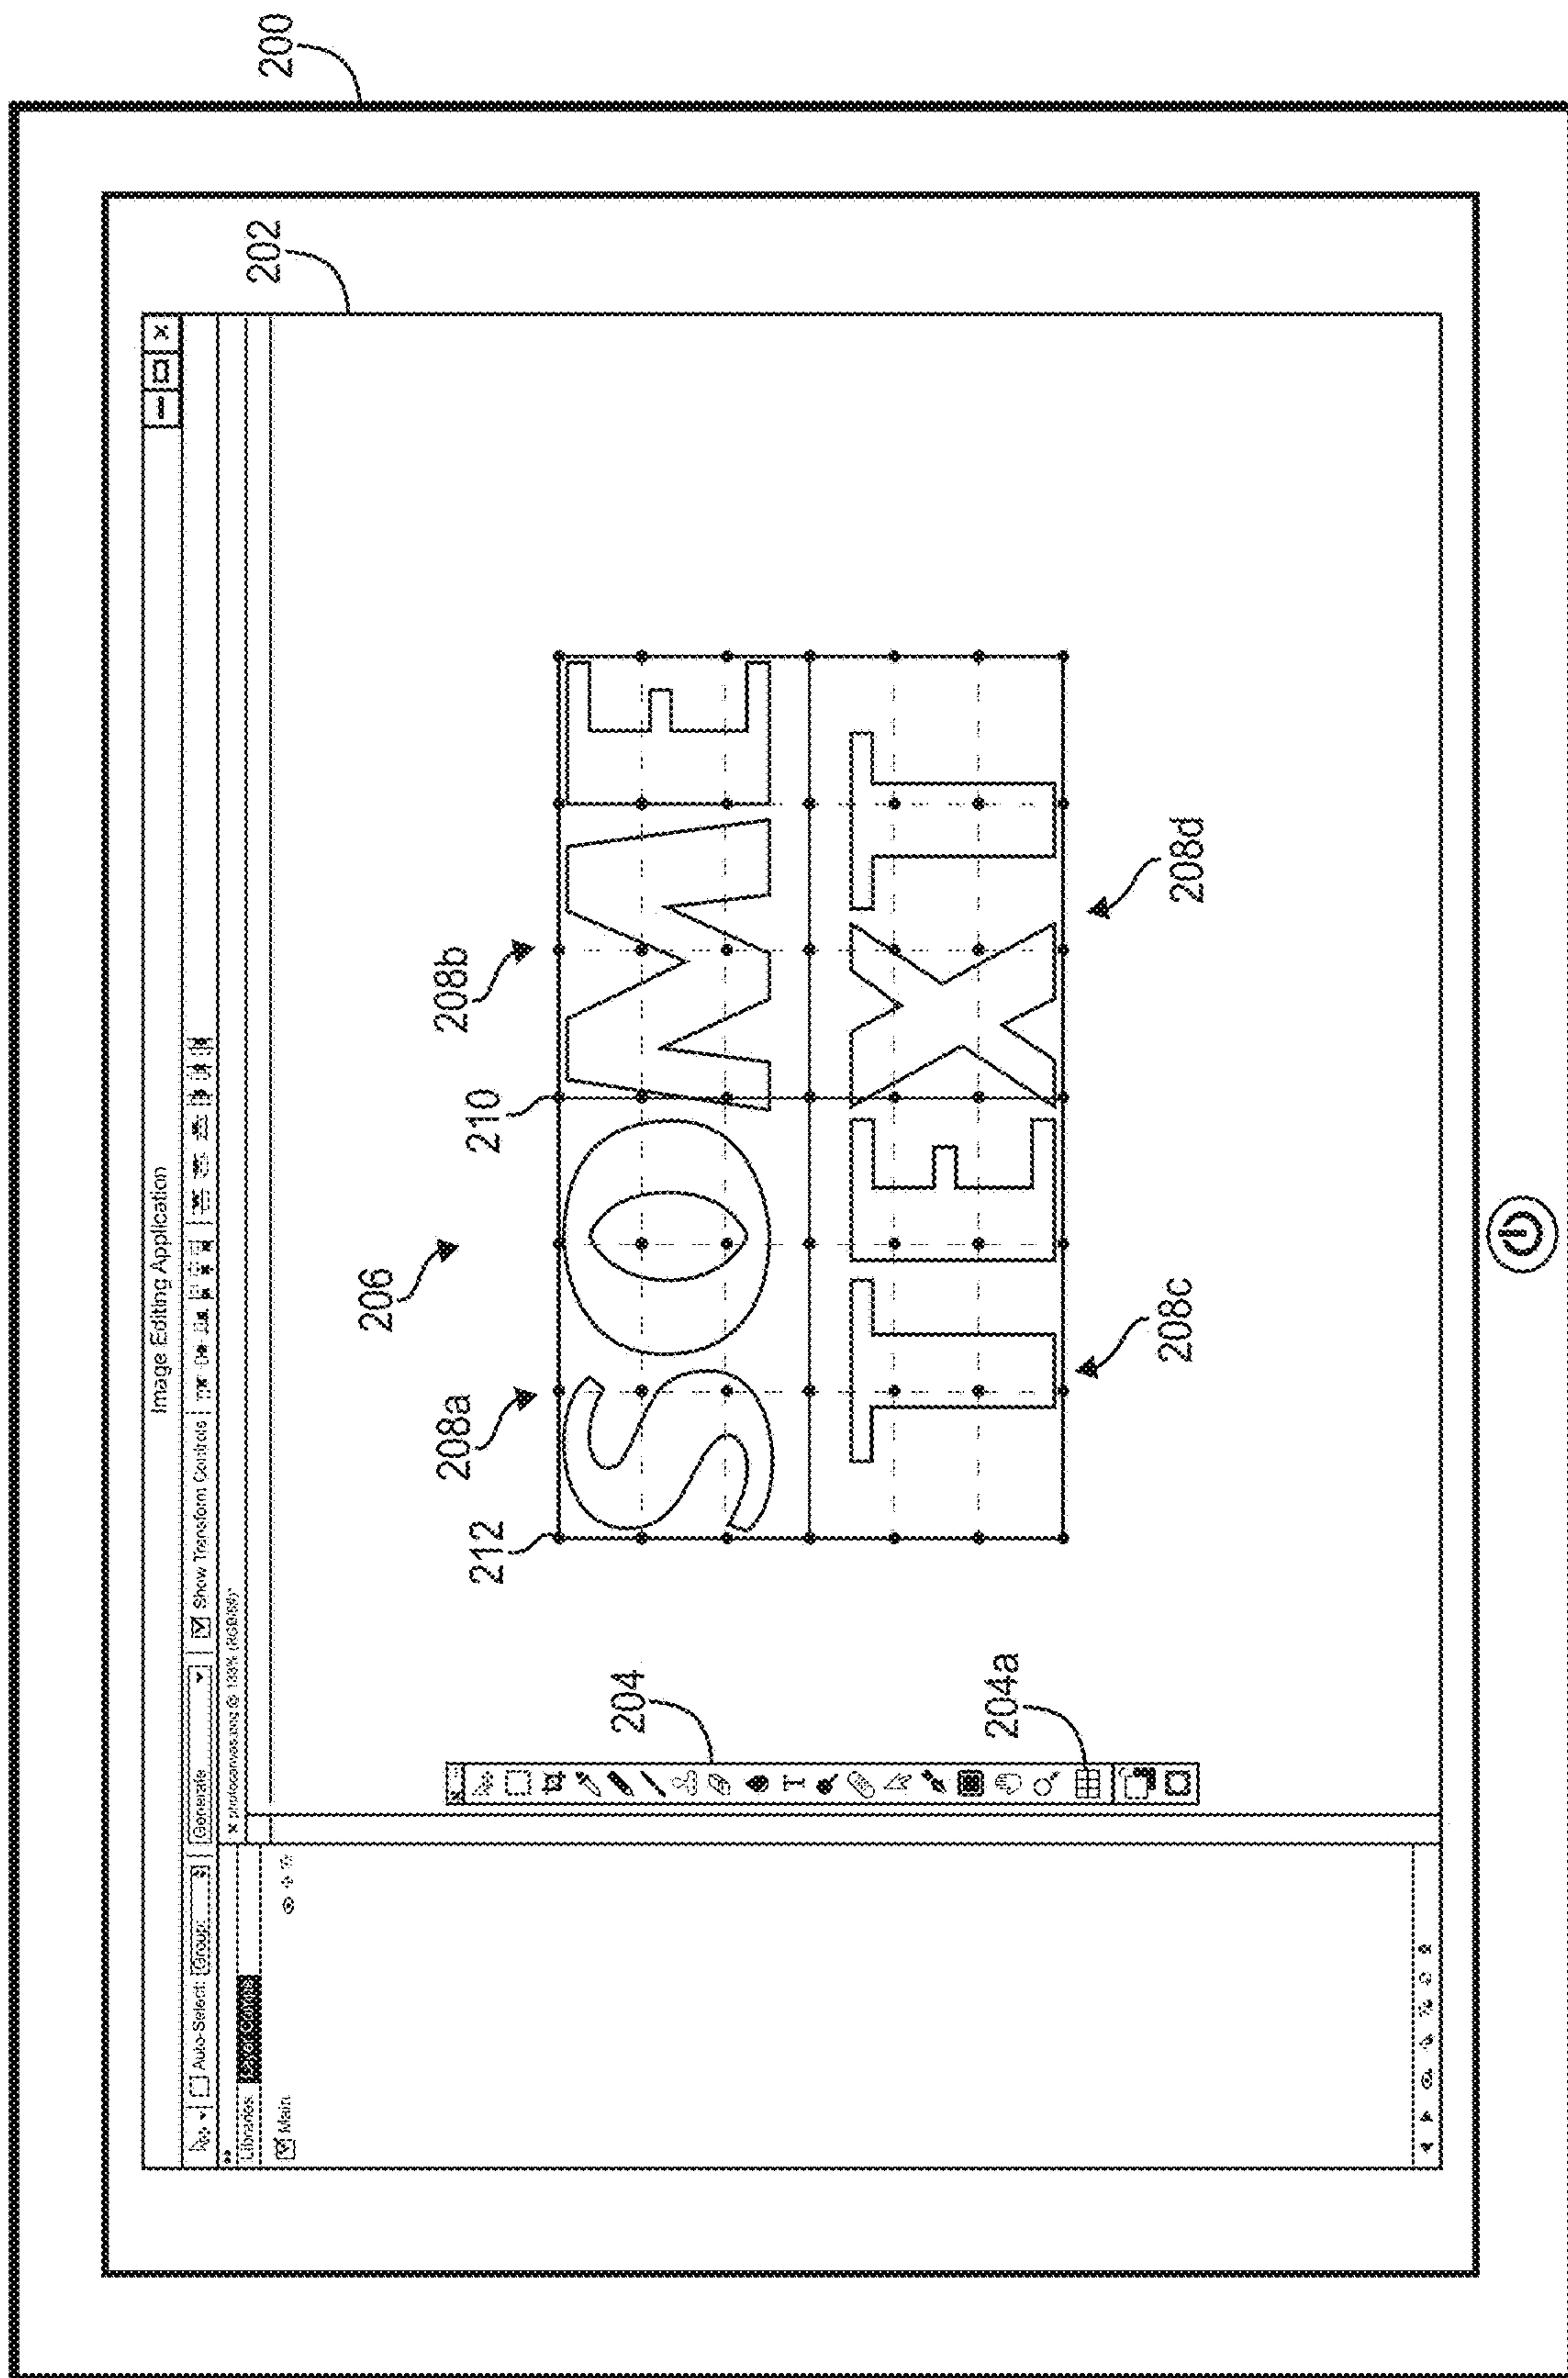 200
202
Image Editing Application
Auto-Select: Group Generate Show Transform Controls
Libraries
Main
206
208a
208b
210
212
SOME
TEXT
204
T
204a
208c
208d